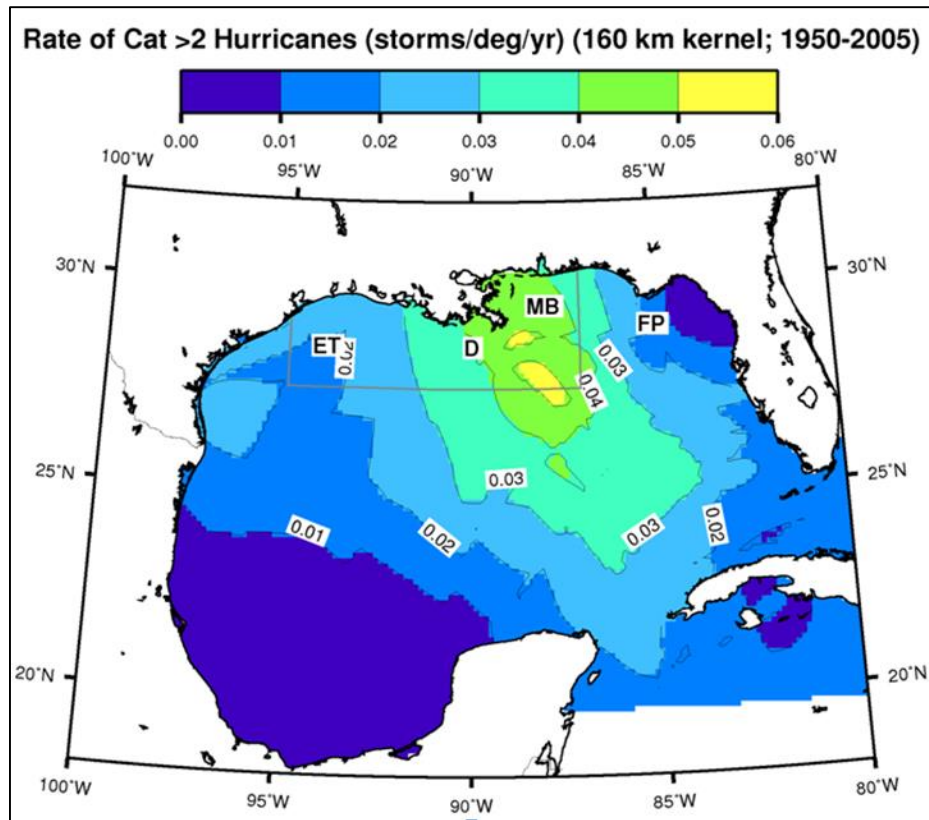 Rate of Cat >2 Hurricanes (storms/deg/yr) (160 km kernel; 1950-2005)
0.00 0.01 0.02 0.03 0.04 0.05 0.06
100˚W 95˚W 90˚W 85˚W 80˚W
30˚N 30˚N
MB
ET D FP
0.02 0.03
0.04
25˚N 0.03 25˚N
0.01 0.02 0.03 0.02
20˚N 20˚N
100˚W 95˚W 90˚W 85˚W 80˚W